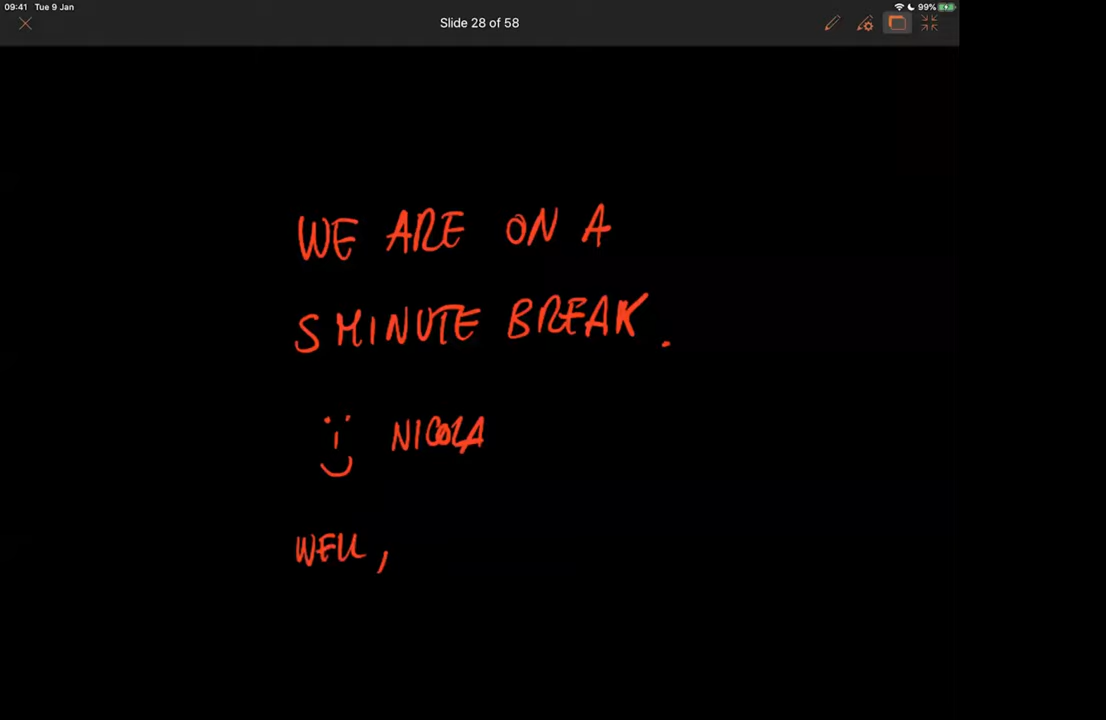 09:41 Tue 9 Jan
99%
Slide 28 of 58
WE ARE ON A
5 MINUTE BREAK.
NICOLA
WELL,